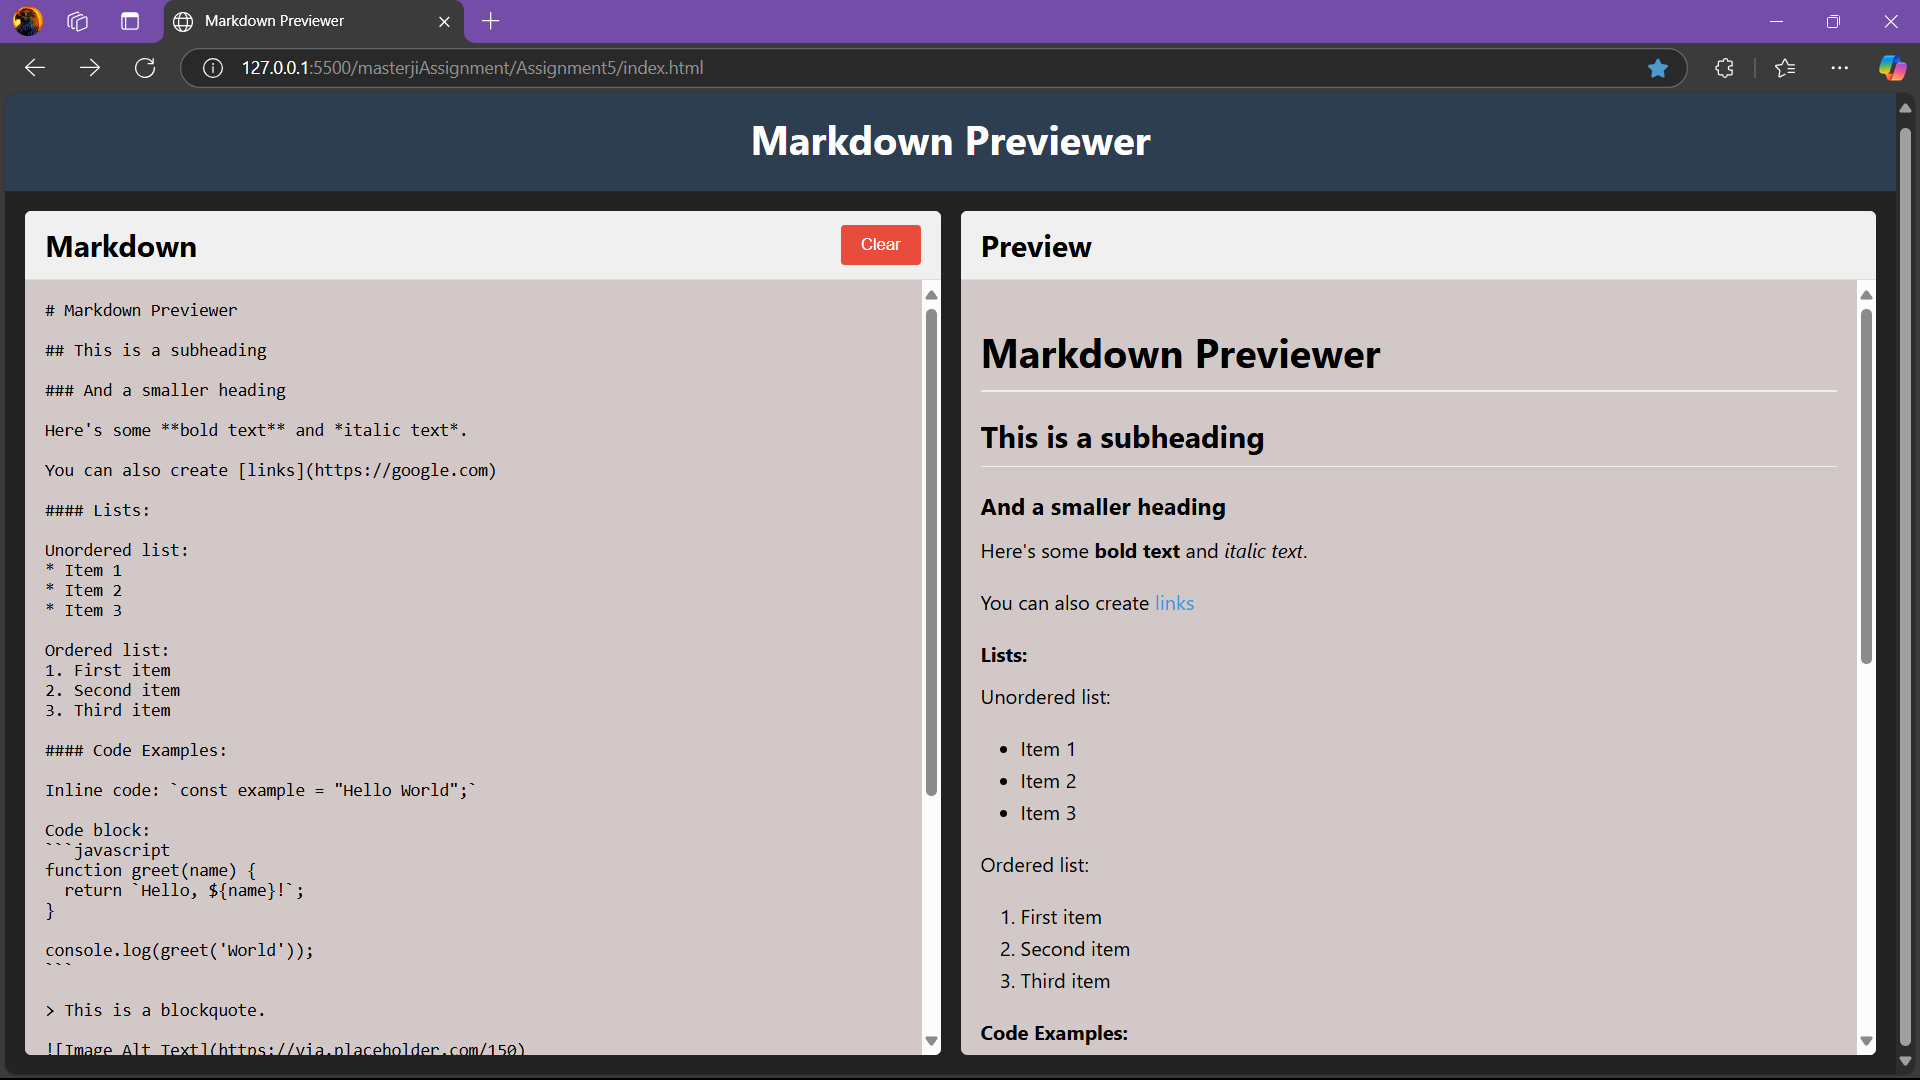 Markdown Previewer
127.0.0.1:5500/masterjiAssignment/Assignment5/index.html
Markdown Previewer
Markdown
Clear
# Markdown Previewer
## This is a subheading
### And a smaller heading
Here's some **bold text** and *italic text*.
You can also create [links](https://google.com)
#### Lists:
Unordered list:
* Item 1
* Item 2
* Item 3
Ordered list:
1. First item
2. Second item
3. Third item
#### Code Examples:
Inline code: `const example = "Hello World";`
Code block:
```javascript
function greet(name) {
  return `Hello, ${name}!`;
}
console.log(greet('World'));
```
> This is a blockquote.
![Image Alt Text](https://via.placeholder.com/150)
Preview
Markdown Previewer
This is a subheading
And a smaller heading
Here's some bold text and italic text.
You can also create links
Lists:
Unordered list:
• Item 1
• Item 2
• Item 3
Ordered list:
1. First item
2. Second item
3. Third item
Code Examples: